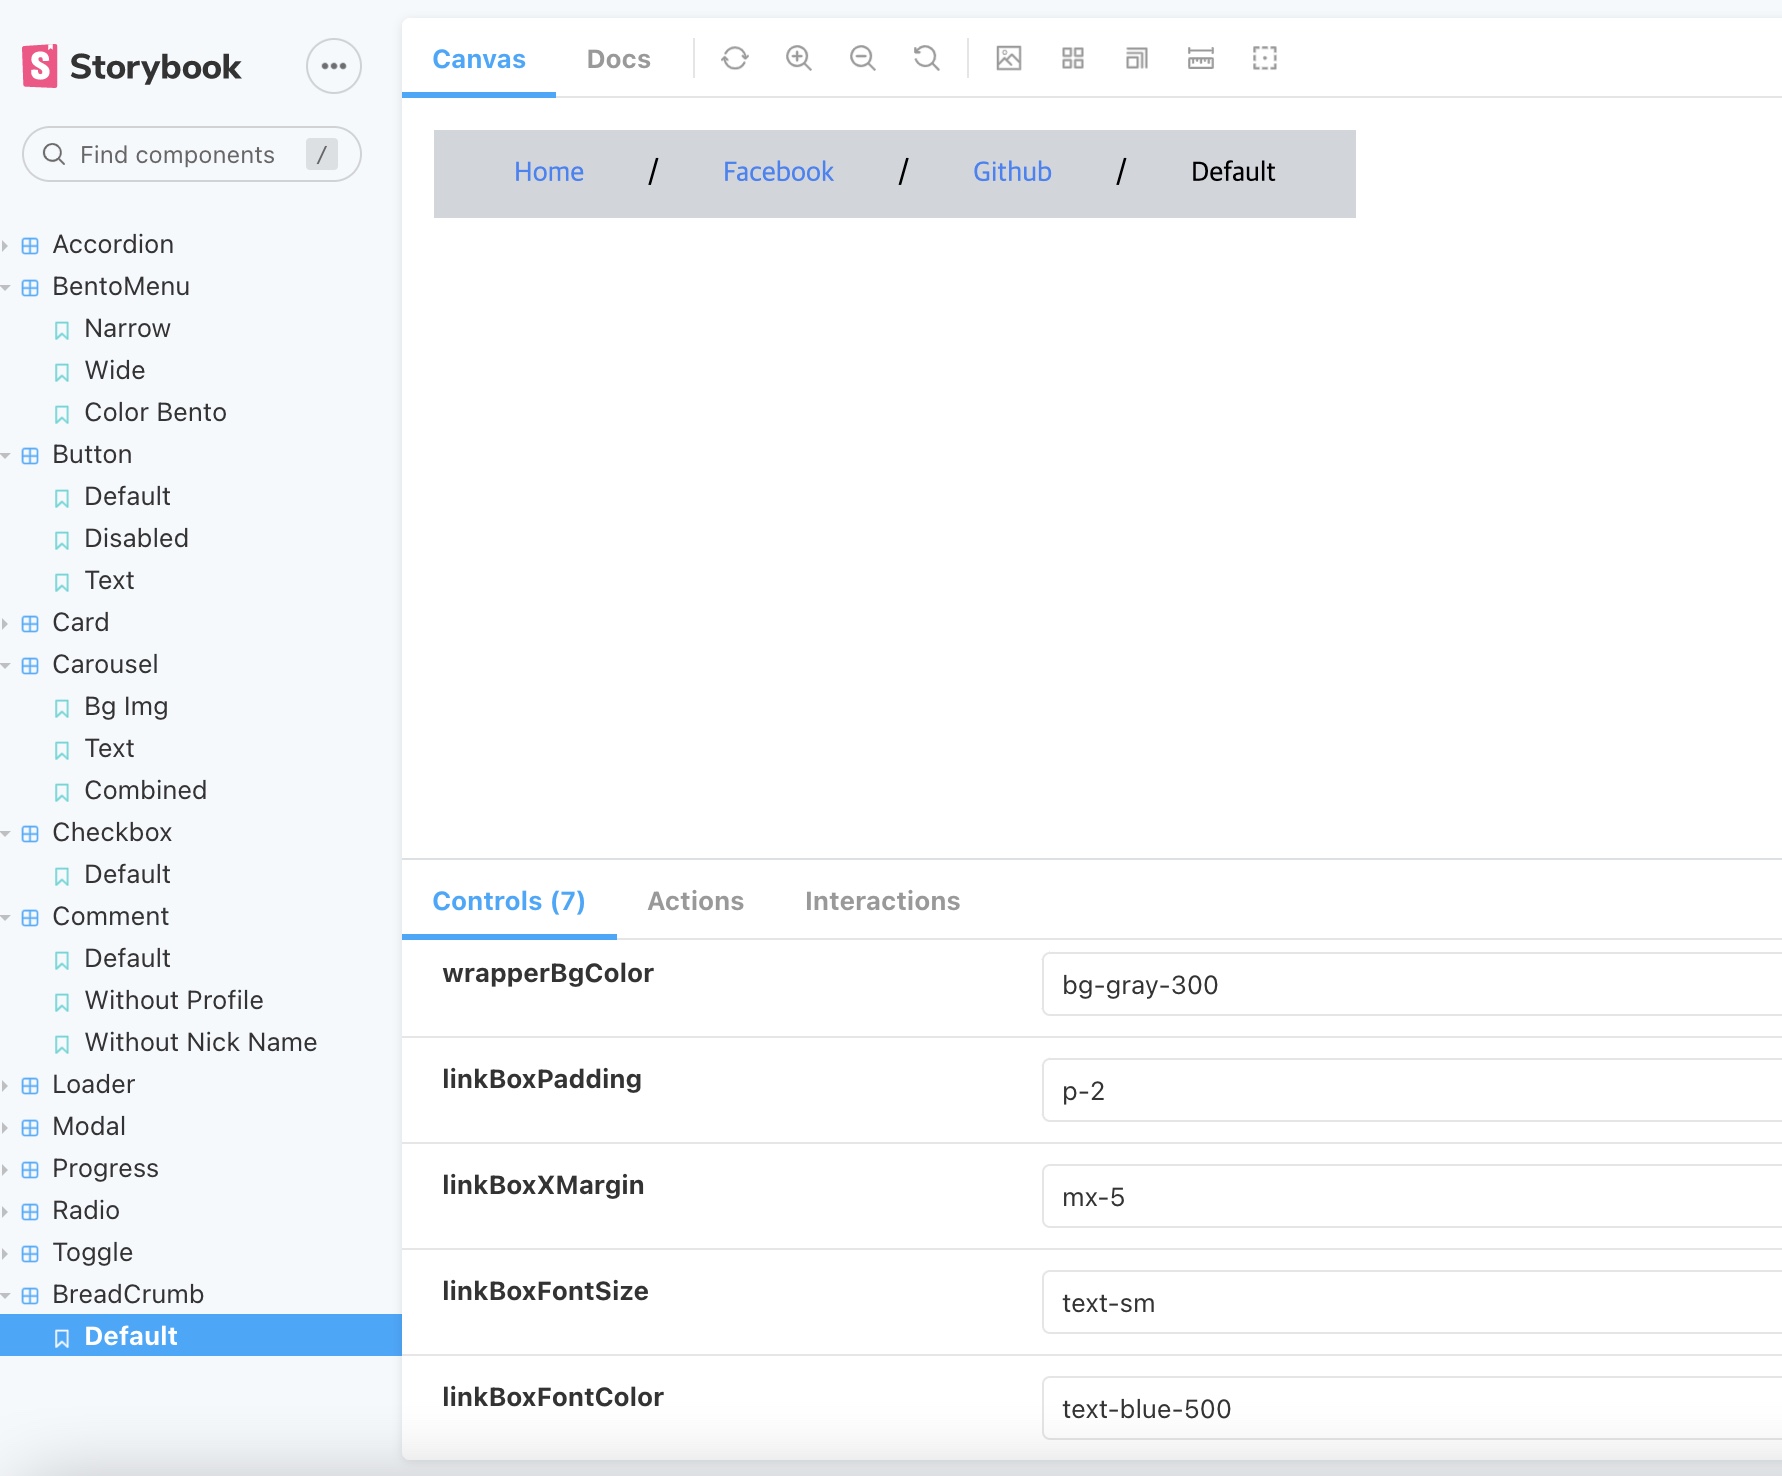 Storybook
Find components /
Accordion
BentoMenu
Narrow
Wide
Color Bento
Button
Default
Disabled
Text
Card
Carousel
Bg Img
Text
Combined
Checkbox
Default
Comment
Default
Without Profile
Without Nick Name
Loader
Modal
Progress
Radio
Toggle
BreadCrumb
Default
Canvas Docs
Home / Facebook / Github / Default
Controls (7) Actions Interactions
wrapperBgColor bg-gray-300
linkBoxPadding p-2
linkBoxXMargin mx-5
linkBoxFontSize text-sm
linkBoxFontColor text-blue-500